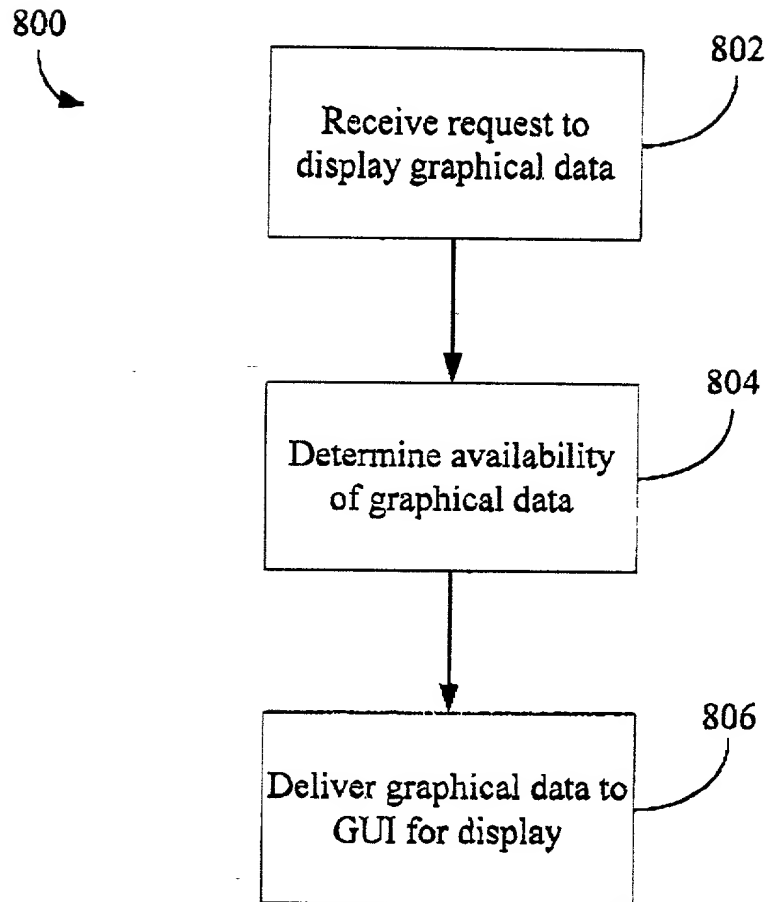 800
802
Receive request to
display graphical data
804
Determine availability
of graphical data
806
Deliver graphical data to
GUI for display